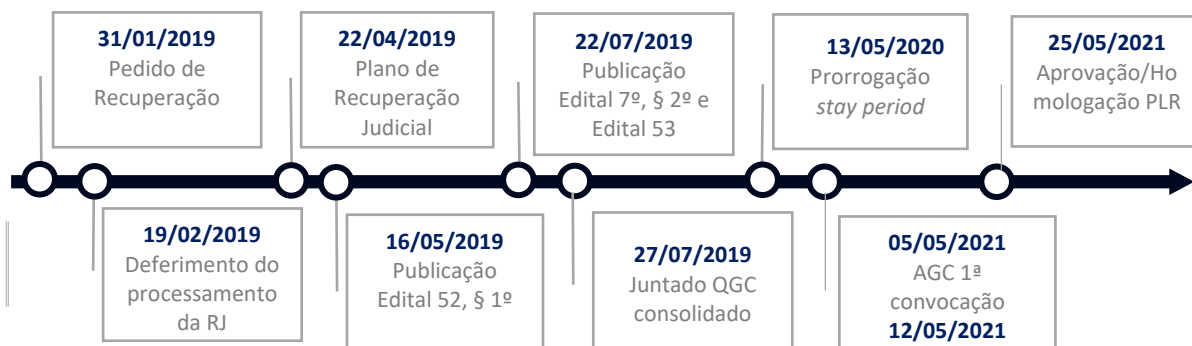 31/01/2019
Pedido de
Recuperação
22/04/2019
Plano de
Recuperação
Judicial
22/07/2019
Publicação
Edital 7º, § 2º e
Edital 53
13/05/2020
Prorrogação
stay period
25/05/2021
Aprovação/Ho
mologação PLR
19/02/2019
Deferimento do
processamento
da RJ
16/05/2019
Publicação
Edital 52, § 1º
27/07/2019
Juntado QGC
consolidado
05/05/2021
AGC 1ª
convocação
12/05/2021